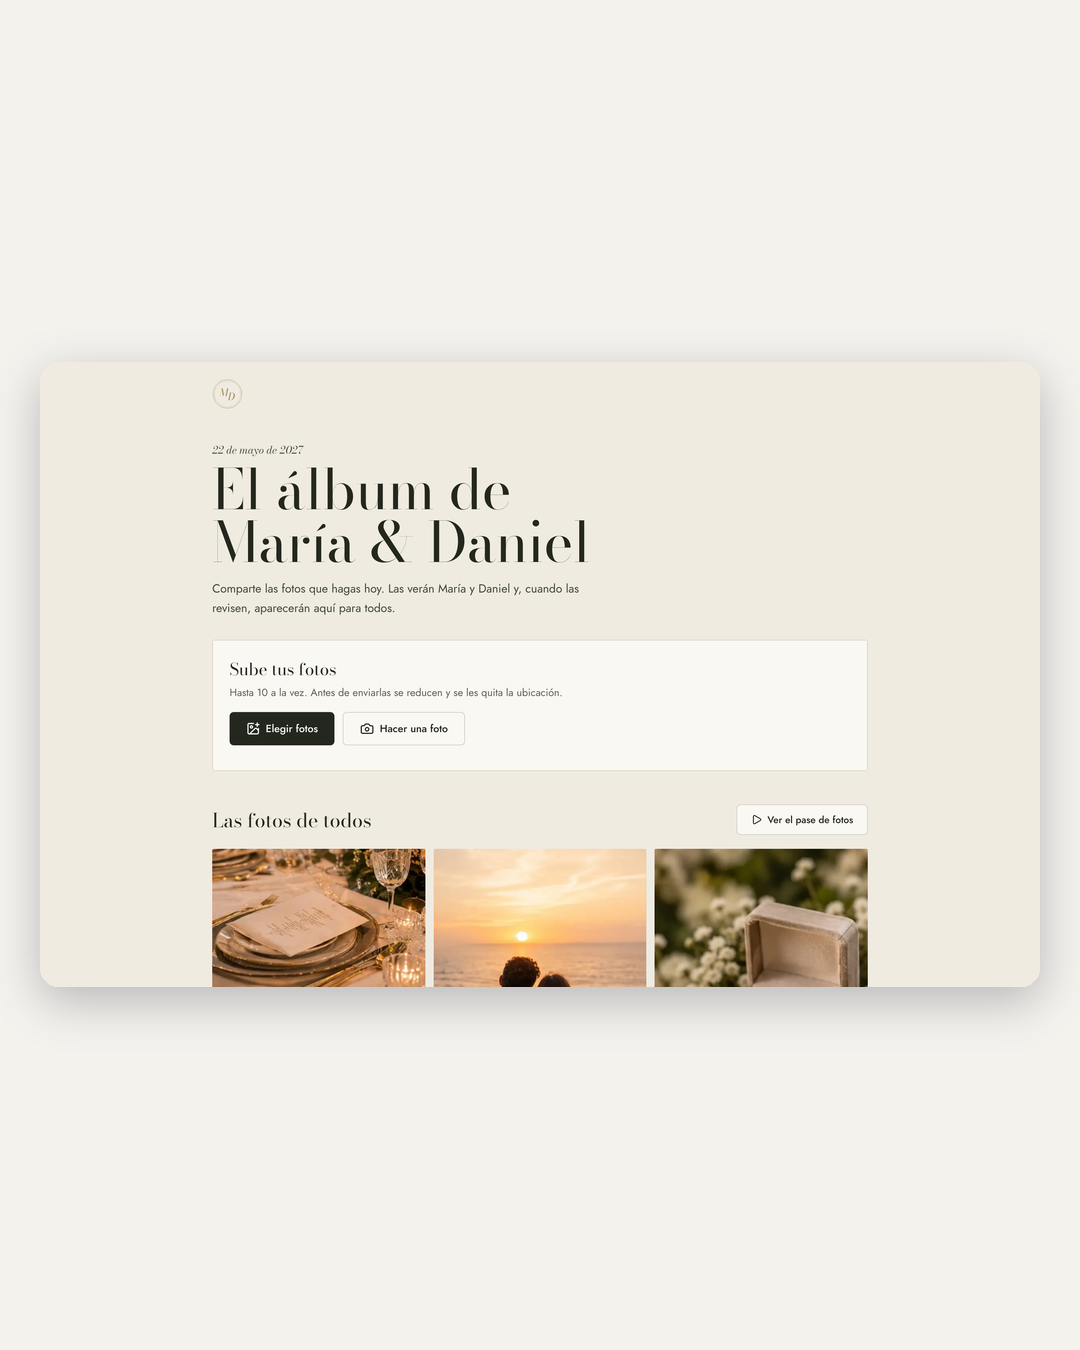 MD
22 de mayo de 2027
El álbum de
María & Daniel
Comparte las fotos que hagas hoy. Las verán María y Daniel y, cuando las
revisen, aparecerán aquí para todos.
Sube tus fotos
Hasta 10 a la vez. Antes de enviarlas se reducen y se les quita la ubicación.
Elegir fotos
Hacer una foto
Las fotos de todos
Ver el pase de fotos